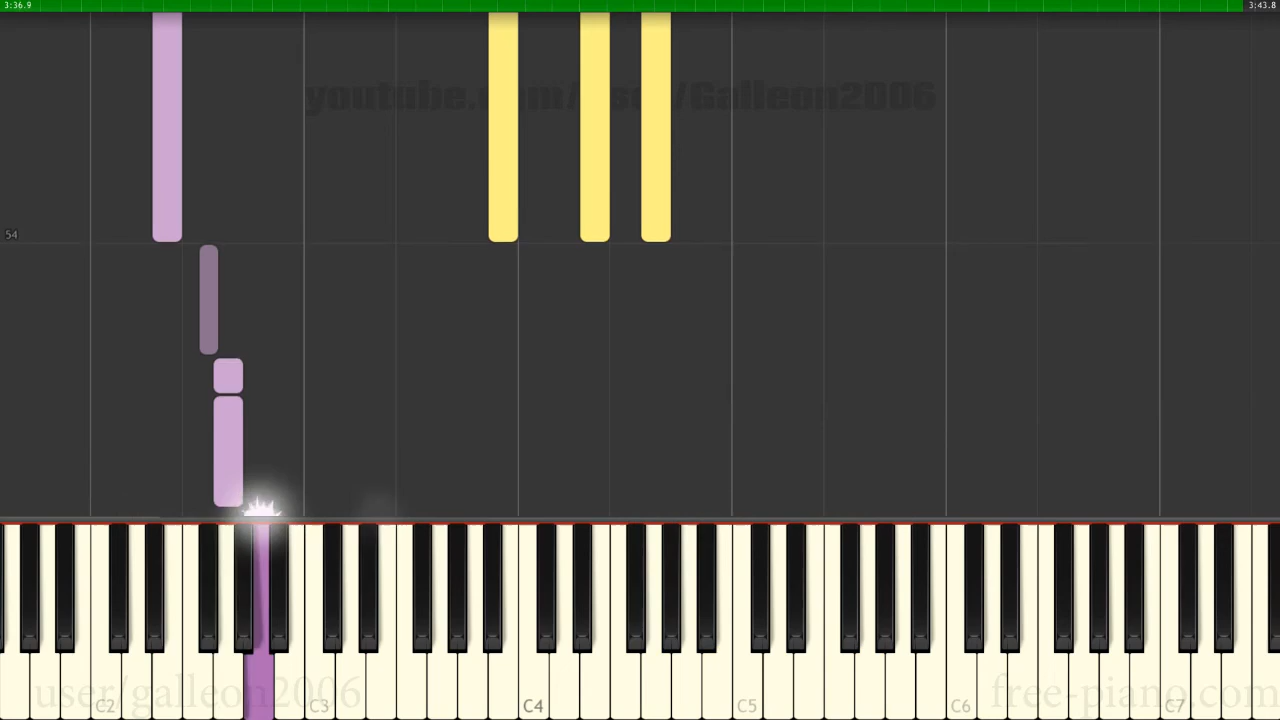 3:36.9 3:43.8
youtube.com/user/Galleon2006
54
C2 C3 C4 C5 C6 C7
user/galleon2006 free-piano.com